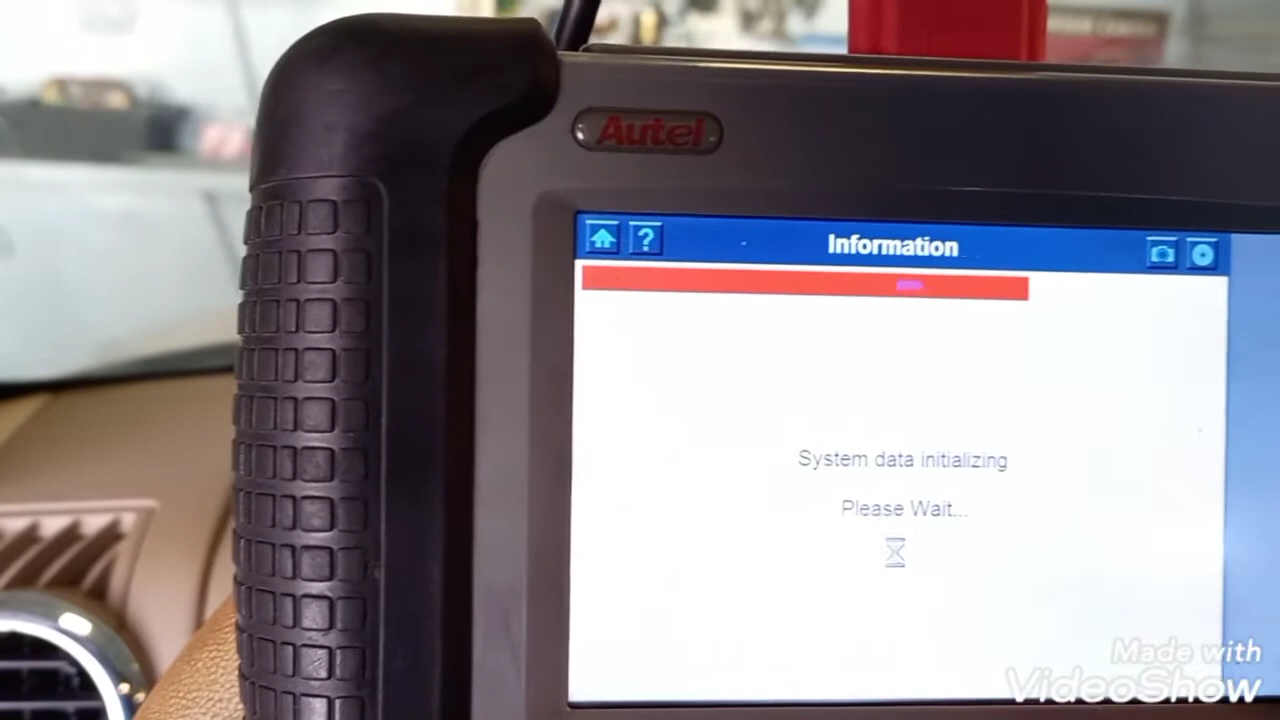 Autel
Information
System data initializing
Please Wait...
Made with
VideoShow